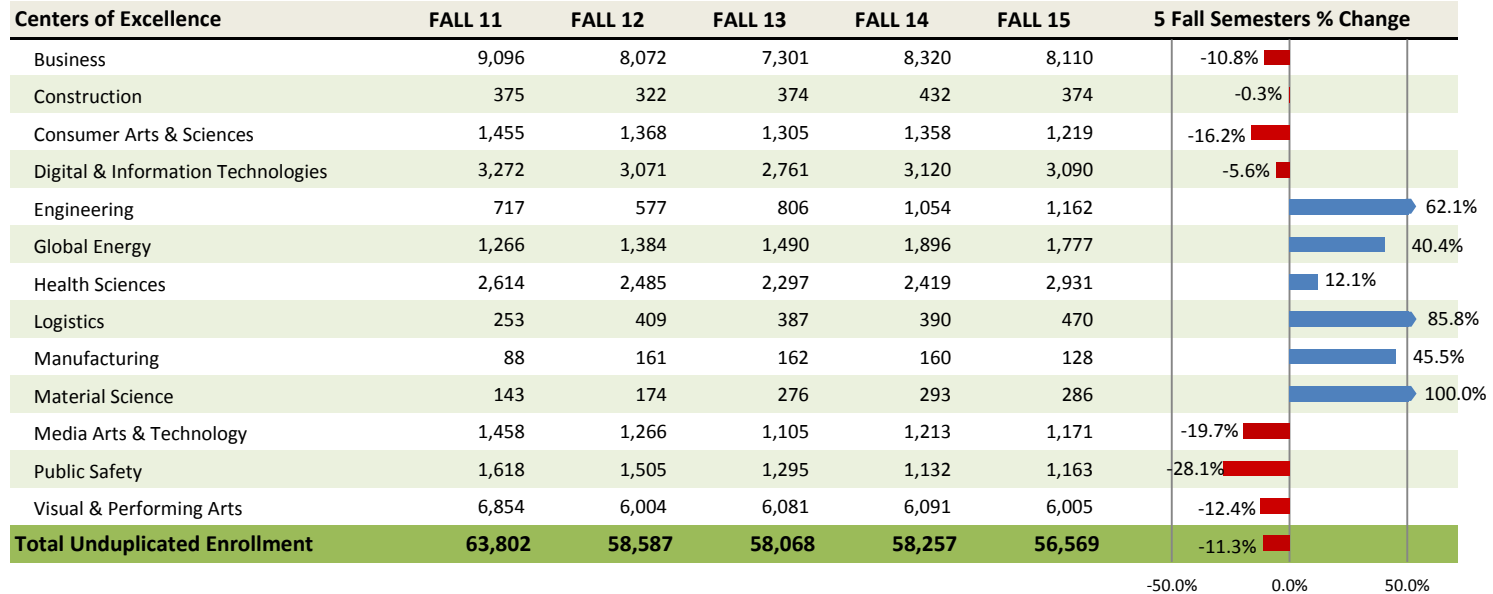 Centers of Excellence FALL 11 FALL 12 FALL 13 FALL 14 FALL 15 5 Fall Semesters % Change
Business 9,096 8,072 7,301 8,320 8,110 -10.8%
Construction 375 322 374 432 374 -0.3%
Consumer Arts & Sciences 1,455 1,368 1,305 1,358 1,219 -16.2%
Digital & Information Technologies 3,272 3,071 2,761 3,120 3,090 -5.6%
Engineering 717 577 806 1,054 1,162 62.1%
Global Energy 1,266 1,384 1,490 1,896 1,777 40.4%
Health Sciences 2,614 2,485 2,297 2,419 2,931 12.1%
Logistics 253 409 387 390 470 85.8%
Manufacturing 88 161 162 160 128 45.5%
Material Science 143 174 276 293 286 100.0%
Media Arts & Technology 1,458 1,266 1,105 1,213 1,171 -19.7%
Public Safety 1,618 1,505 1,295 1,132 1,163 -28.1%
Visual & Performing Arts 6,854 6,004 6,081 6,091 6,005 -12.4%
Total Unduplicated Enrollment 63,802 58,587 58,068 58,257 56,569 -11.3%
-50.0% 0.0% 50.0%